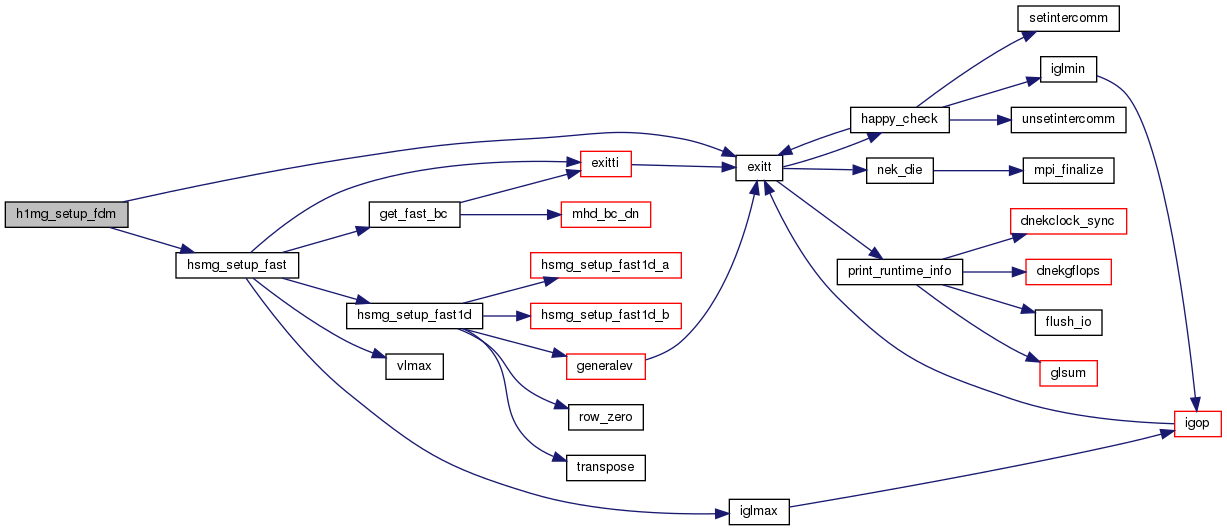 h1mg_setup_fdm
hsmg_setup_fast
exitti
get_fast_bc
mhd_bc_dn
hsmg_setup_fast1d
hsmg_setup_fast1d_a
hsmg_setup_fast1d_b
generalev
row_zero
transpose
vlmax
iglmax
exitt
happy_check
setintercomm
iglmin
unsetintercomm
nek_die
mpi_finalize
print_runtime_info
dnekclock_sync
dnekgflops
flush_io
glsum
igop